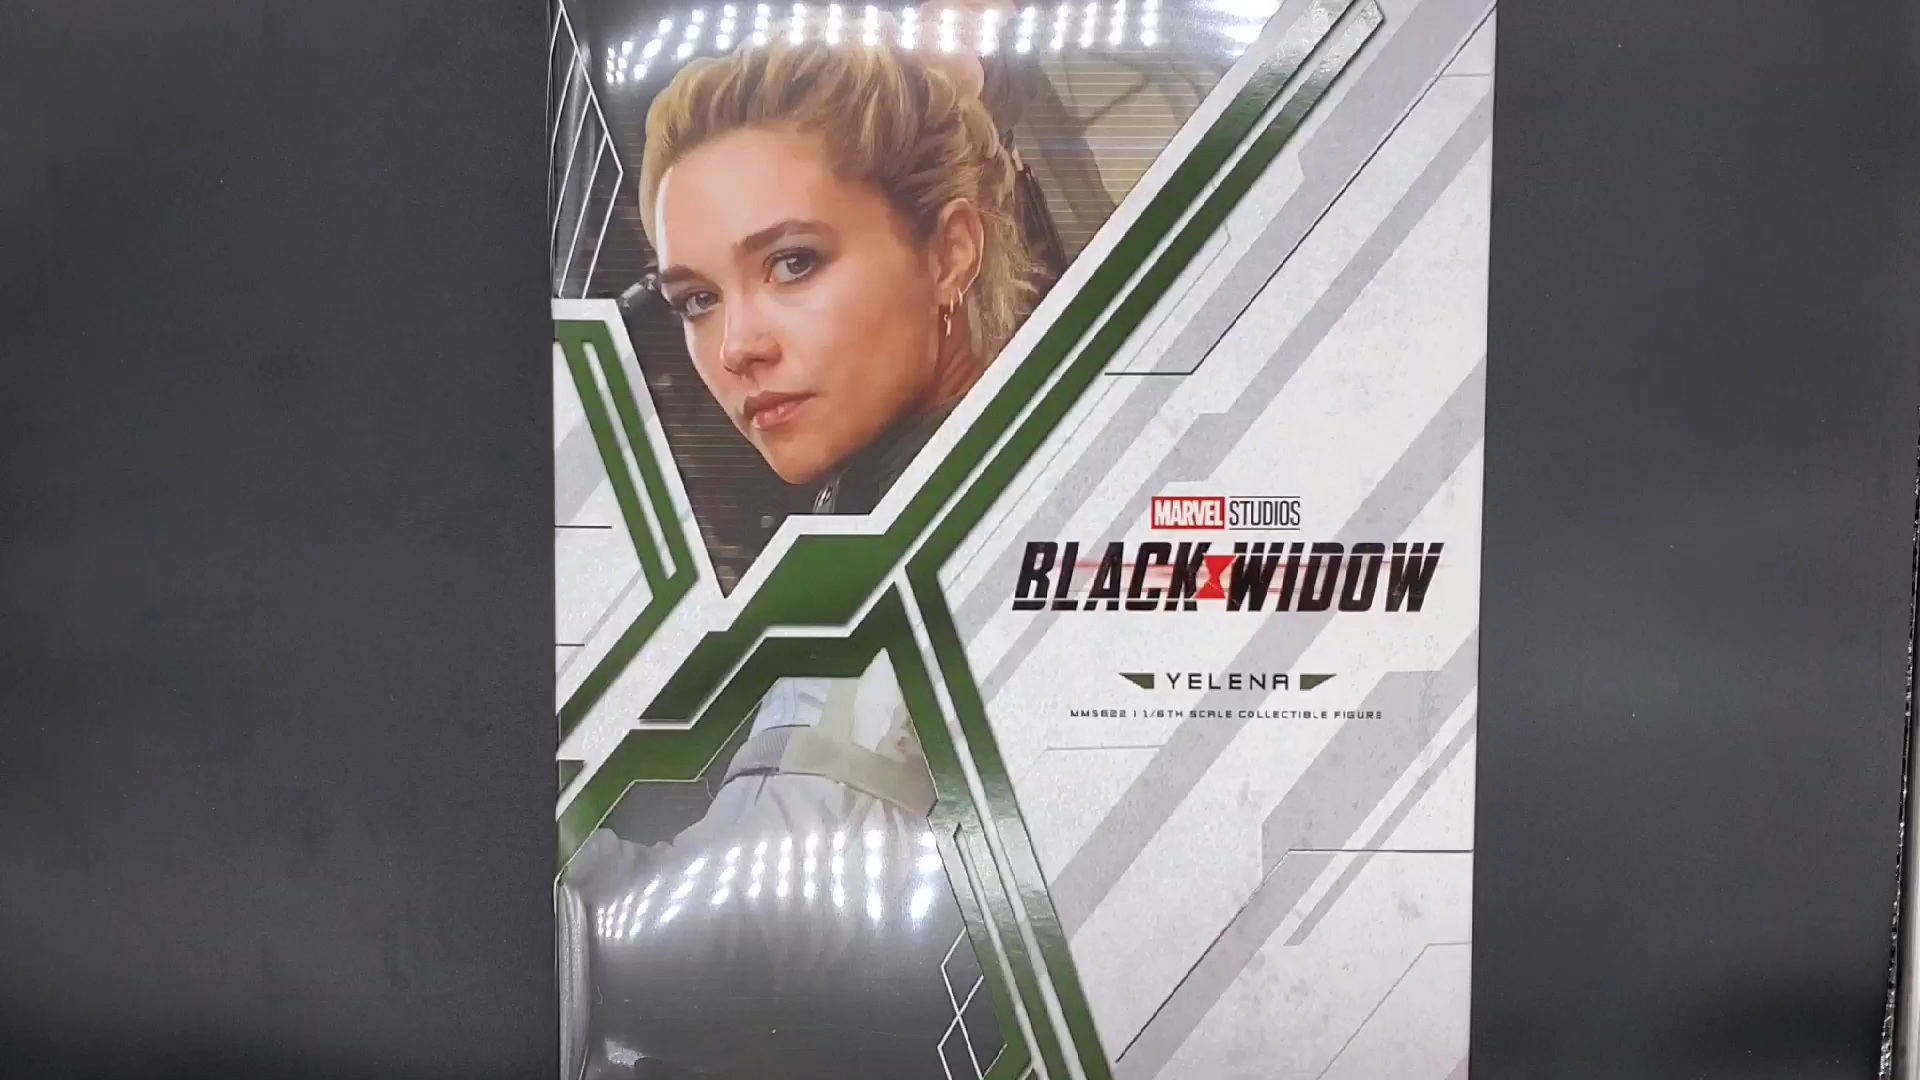 MARVEL STUDIOS
BLACK WIDOW
YELENA
MMS622 | 1/6TH SCALE COLLECTIBLE FIGURE